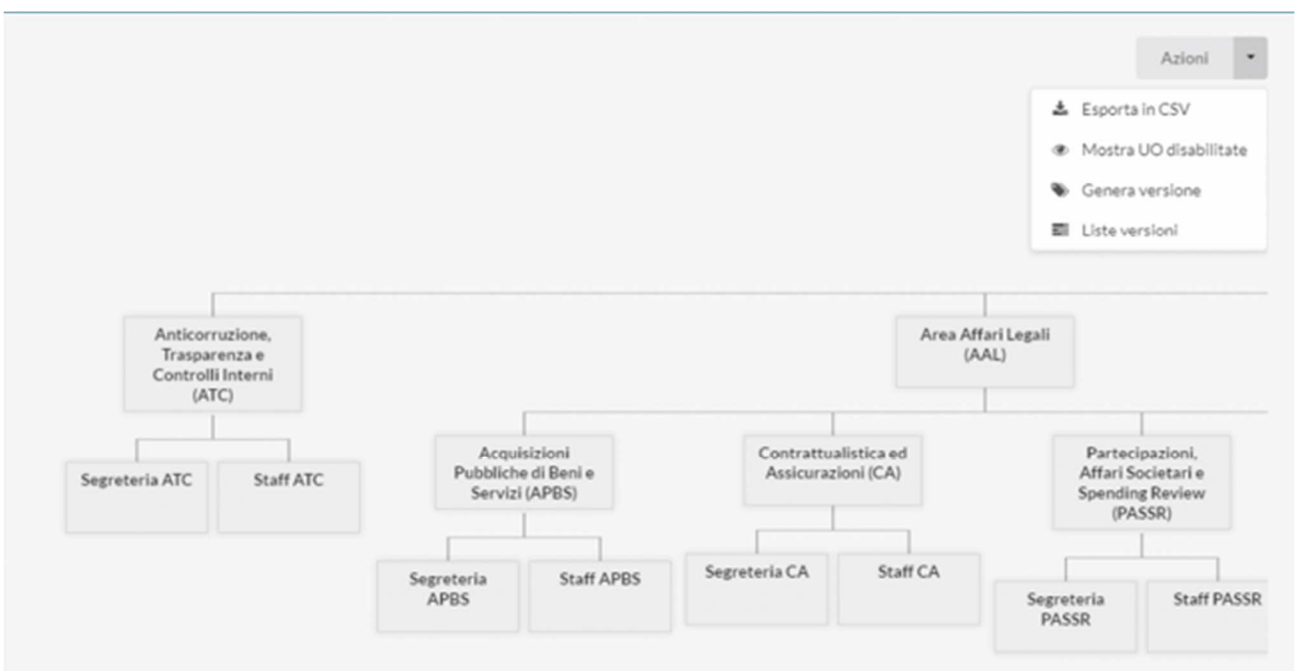 Azioni
Esporta in CSV
Mostra UO disabilitate
Genera versione
Liste versioni
Anticorruzione,
Trasparenza e
Controlli Interni
(ATC)
Area Affari Legali
(AAL)
Segreteria ATC
Staff ATC
Acquisizioni
Pubbliche di Beni e
Servizi (APBS)
Contrattualistica ed
Assicurazioni (CA)
Partecipazioni,
Affari Societari e
Spending Review
(PASSR)
Segreteria
APBS
Staff APBS
Segreteria CA
Staff CA
Segreteria
PASSR
Staff PASSR